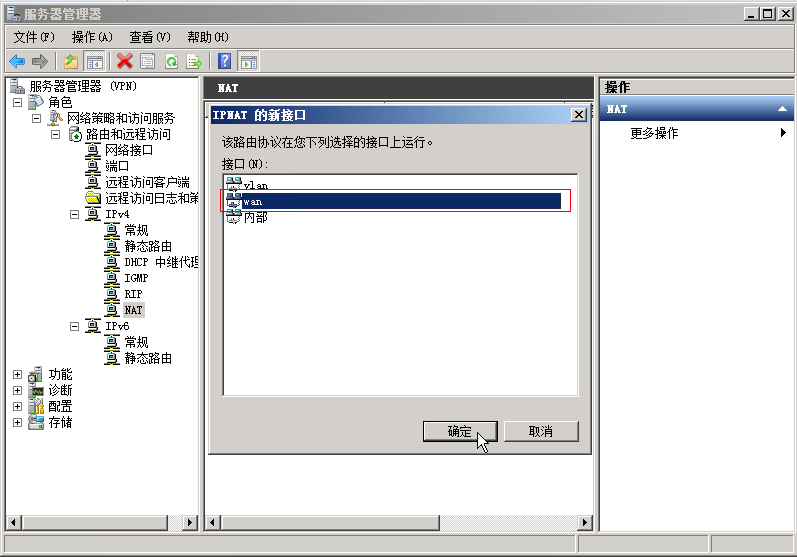 服务器管理器
文件(F) 操作(A) 查看(V) 帮助(H)
服务器管理器 (VPN)
角色
网络策略和访问服务
路由和远程访问
网络接口
端口
远程访问客户端
远程访问日志和策
IPv4
常规
静态路由
DHCP 中继代理
IGMP
RIP
NAT
IPv6
常规
静态路由
功能
诊断
配置
存储
NAT
IPNAT 的新接口
该路由协议在您下列选择的接口上运行。
接口(N):
vlan
wan
内部
确定 取消
操作
NAT
更多操作